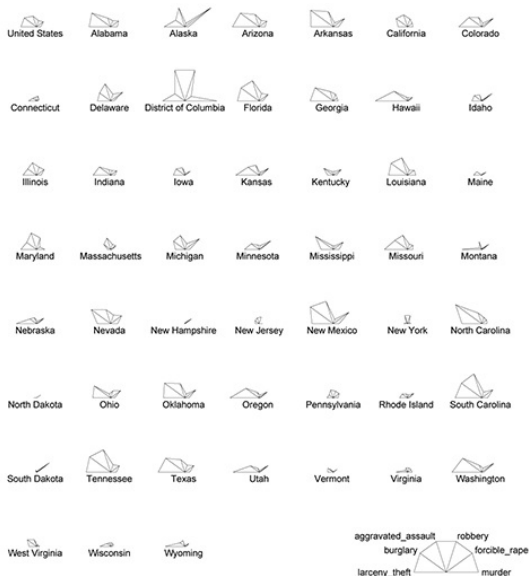 United States Alabama Alaska Arizona Arkansas California Colorado
Connecticut Delaware District of Columbia Florida Georgia Hawaii Idaho
Illinois Indiana Iowa Kansas Kentucky Louisiana Maine
Maryland Massachusetts Michigan Minnesota Mississippi Missouri Montana
Nebraska Nevada New Hampshire New Jersey New Mexico New York North Carolina
North Dakota Ohio Oklahoma Oregon Pennsylvania Rhode Island South Carolina
South Dakota Tennessee Texas Utah Vermont Virginia Washington
West Virginia Wisconsin Wyoming
aggravated_assault robbery
burglary forcible_rape
larceny_theft murder